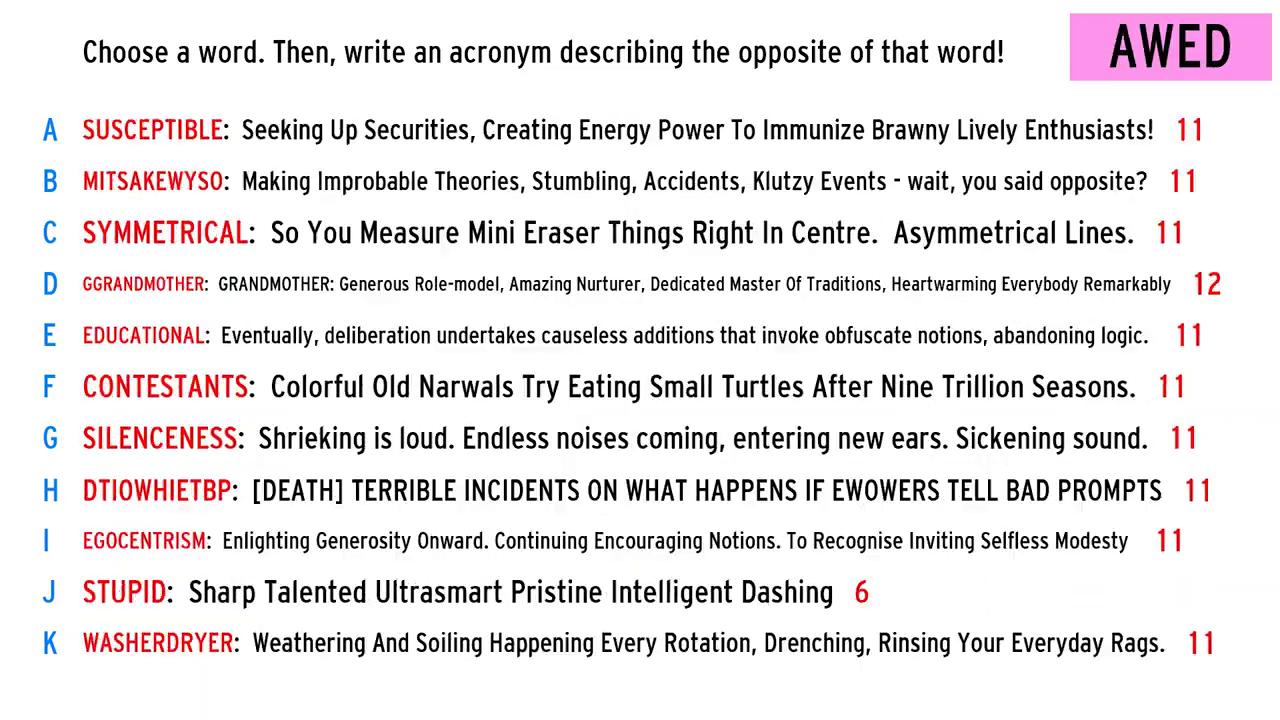 Choose a word. Then, write an acronym describing the opposite of that word!
AWED
A SUSCEPTIBLE: Seeking Up Securities, Creating Energy Power To Immunize Brawny Lively Enthusiasts! 11
B MITSAKEWYSO: Making Improbable Theories, Stumbling, Accidents, Klutzy Events - wait, you said opposite? 11
C SYMMETRICAL: So You Measure Mini Eraser Things Right In Centre. Asymmetrical Lines. 11
D GGRANDMOTHER: GRANDMOTHER: Generous Role-model, Amazing Nurturer, Dedicated Master Of Traditions, Heartwarming Everybody Remarkably 12
E EDUCATIONAL: Eventually, deliberation undertakes causeless additions that invoke obfuscate notions, abandoning logic. 11
F CONTESTANTS: Colorful Old Narwals Try Eating Small Turtles After Nine Trillion Seasons. 11
G SILENCENESS: Shrieking is loud. Endless noises coming, entering new ears. Sickening sound. 11
H DTIOWHIETBP: [DEATH] TERRIBLE INCIDENTS ON WHAT HAPPENS IF EWOWERS TELL BAD PROMPTS 11
I EGOCENTRISM: Enlighting Generosity Onward. Continuing Encouraging Notions. To Recognise Inviting Selfless Modesty 11
J STUPID: Sharp Talented Ultrasmart Pristine Intelligent Dashing 6
K WASHERDRYER: Weathering And Soiling Happening Every Rotation, Drenching, Rinsing Your Everyday Rags. 11